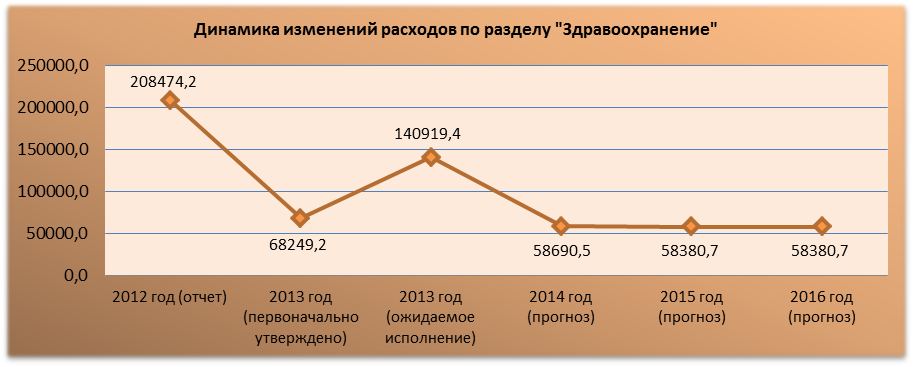 Динамика изменений расходов по разделу "Здравоохранение"
250000,0
200000,0
150000,0
100000,0
50000,0
0,0
208474,2
68249,2
140919,4
58690,5
58380,7
58380,7
2012 год (отчет)
2013 год
(первоначально
утверждено)
2013 год
(ожидаемое
исполнение)
2014 год
(прогноз)
2015 год
(прогноз)
2016 год
(прогноз)